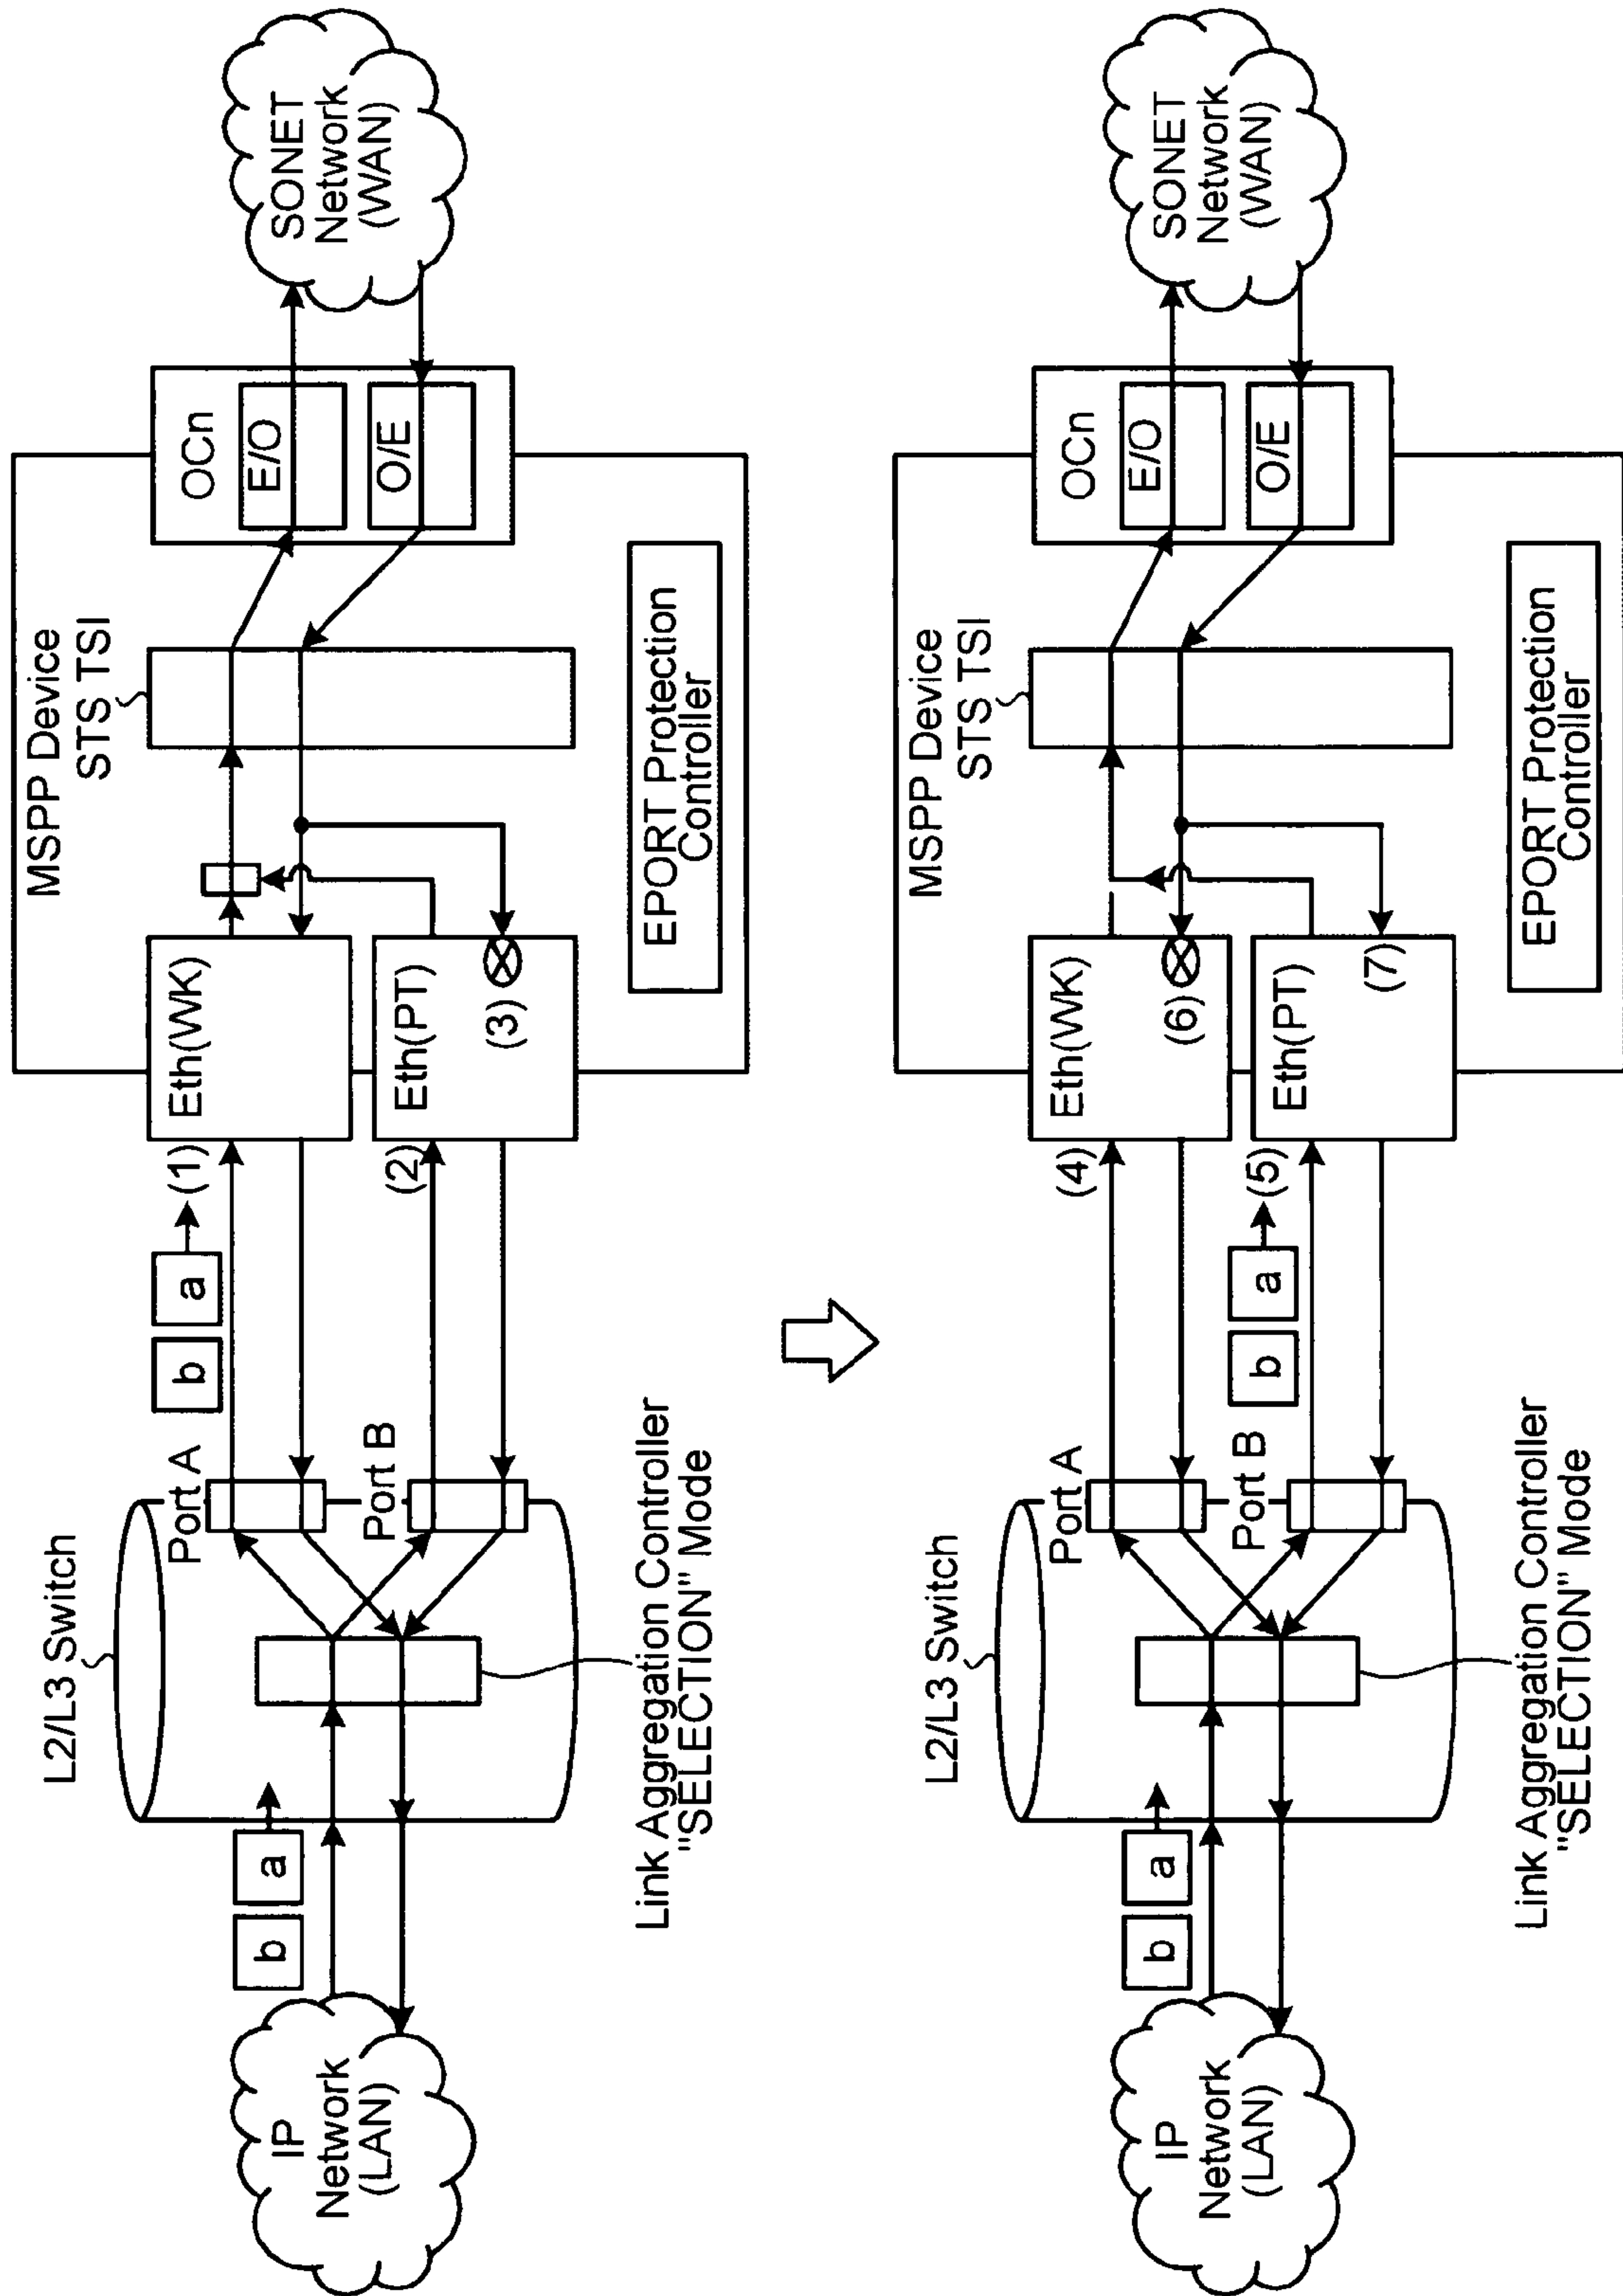 MSPP Device
STS TSI
OCn
E/O
O/E
SONET
Network
(WAN)
L2/L3 Switch
Port A
Port B
b
a
b
a
(1)
Eth(WK)
(2)
Eth(PT)
(3)
IP
Network
(LAN)
EPORT Protection
Controller
Link Aggregation Controller
"SELECTION" Mode
MSPP Device
STS TSI
OCn
E/O
O/E
SONET
Network
(WAN)
L2/L3 Switch
Port A
Port B
b
a
b
a
(4)
Eth(WK)
(6)
(5)
Eth(PT)
(7)
IP
Network
(LAN)
EPORT Protection
Controller
Link Aggregation Controller
"SELECTION" Mode